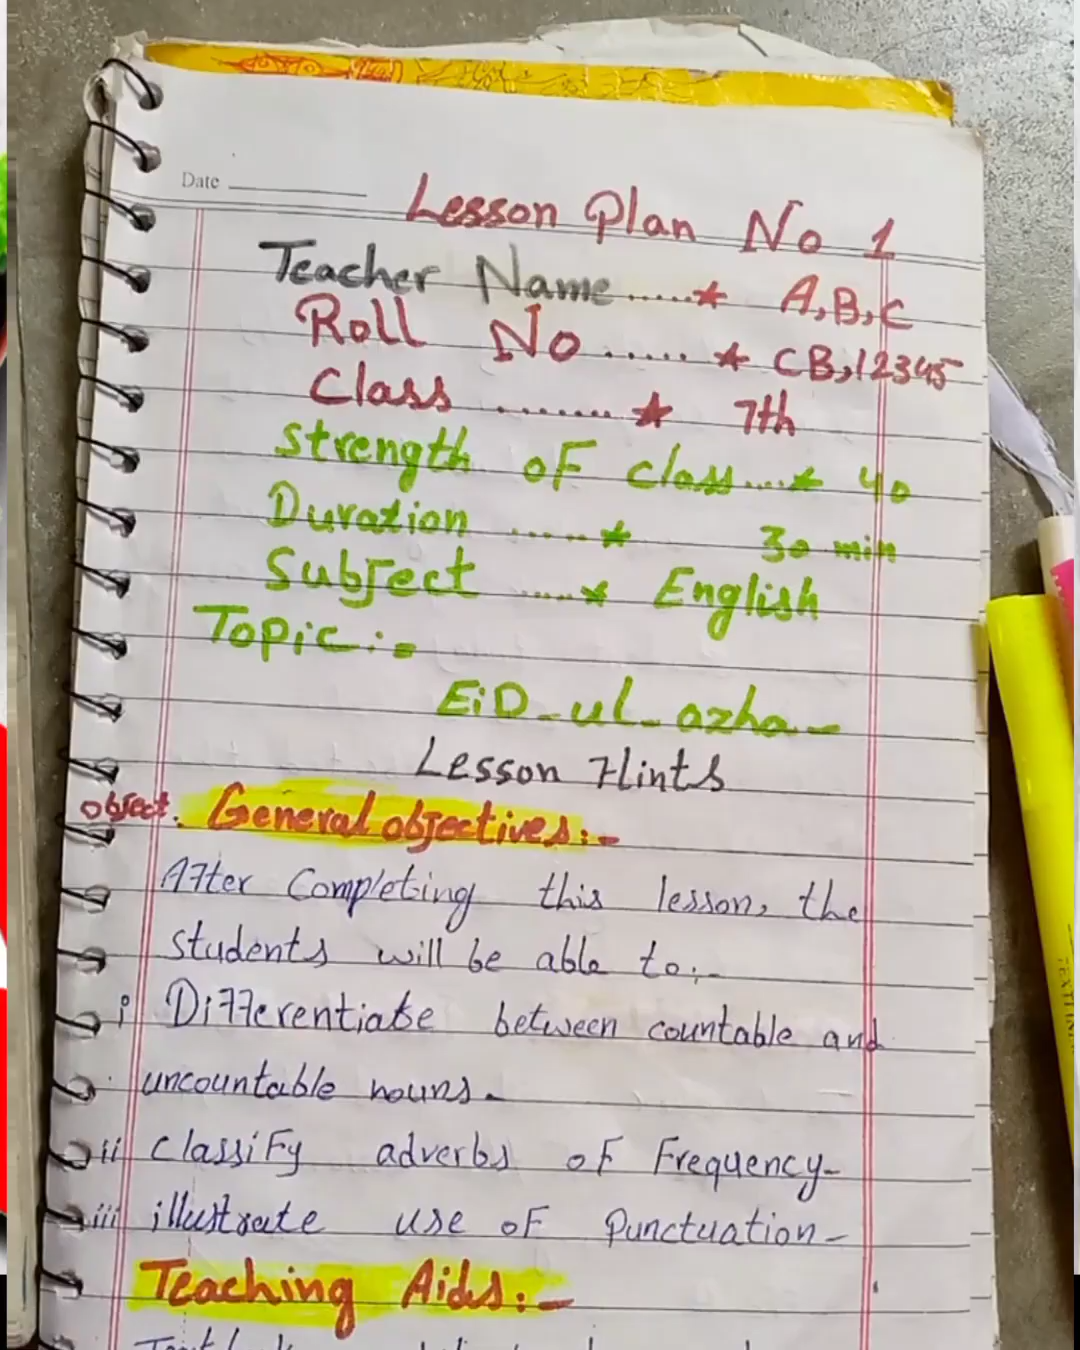 Date
Lesson Plan No 1
Teacher Name ......* A,B,C
Roll No ...... * CB,12345
Class ........* 7th
Strength of class....* 40
Duration ......* 30 min
Subject .....* English
Topic:-
EiD-ul-azha-
Lesson Hints
object. General objectives:-
After Completing this lesson, the
students will be able to:-
i Differentiate between countable and
uncountable nouns.
ii classify adverbs of Frequency-
iii illustrate use of Punctuation-
Teaching Aids:-